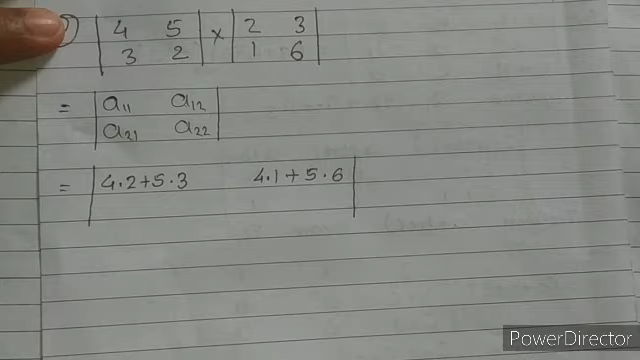 | 4 5 | × | 2 3 |
| 3 2 | | 1 6 |
= | a₁₁ a₁₂ |
| a₂₁ a₂₂ |
= | 4·2+5·3 4·1+5·6 |
PowerDirector